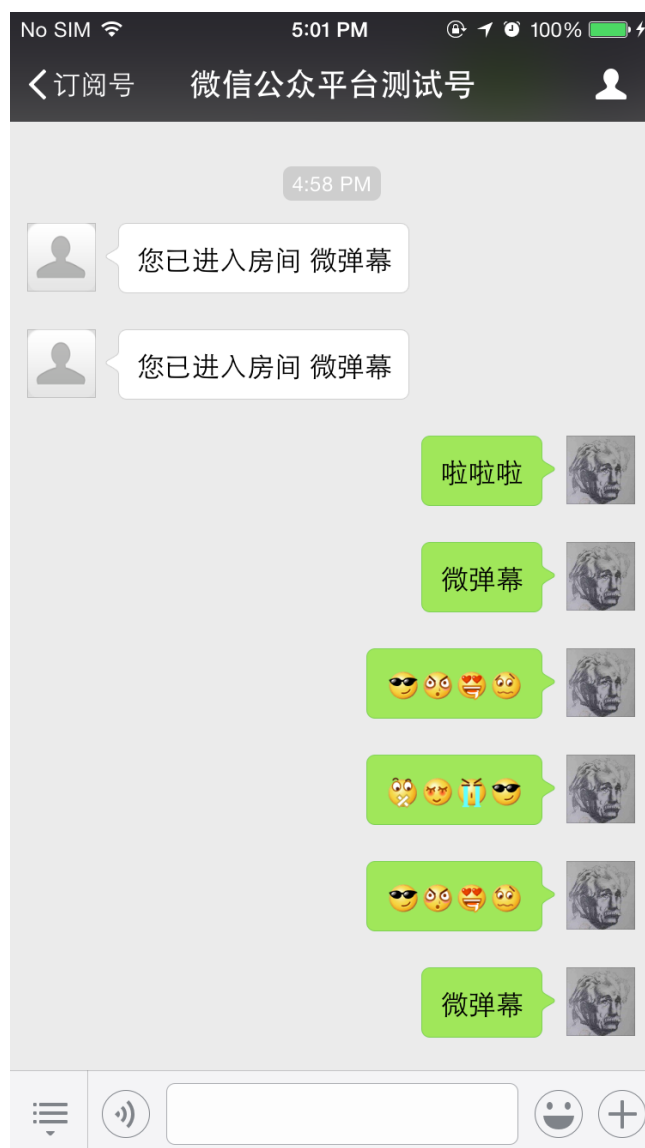 No SIM 5:01 PM 100%
订阅号 微信公众平台测试号
4:58 PM
您已进入房间 微弹幕
您已进入房间 微弹幕
啦啦啦
微弹幕
微弹幕